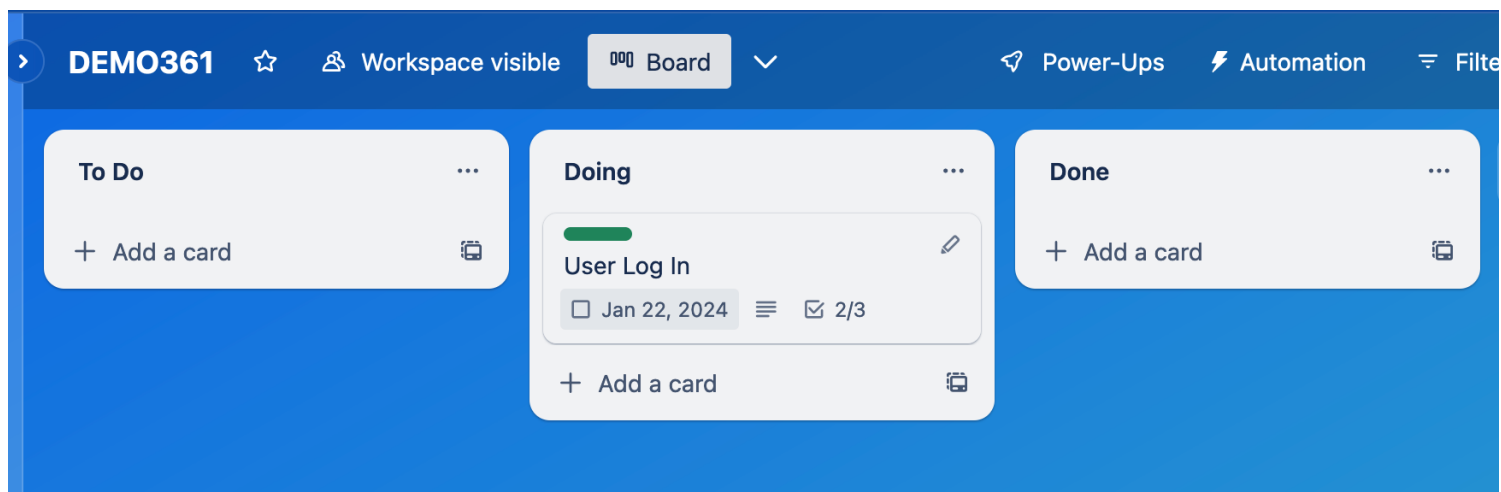 DEMO361 Workspace visible Board Power-Ups Automation Filte
To Do
Add a card
Doing
User Log In
Jan 22, 2024 2/3
Add a card
Done
Add a card